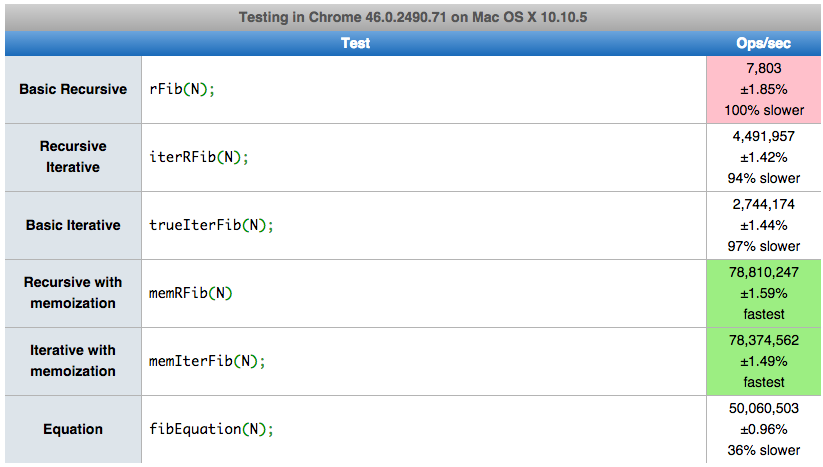 Testing in Chrome 46.0.2490.71 on Mac OS X 10.10.5
Test Ops/sec
Basic Recursive rFib(N); 7,803
±1.85%
100% slower
Recursive
Iterative
iterRFib(N);
4,491,957
±1.42%
94% slower
Basic Iterative trueIterFib(N);
2,744,174
±1.44%
97% slower
Recursive with
memoization
memRFib(N)
78,810,247
±1.59%
fastest
Iterative with
memoization
memIterFib(N);
78,374,562
±1.49%
fastest
Equation fibEquation(N);
50,060,503
±0.96%
36% slower